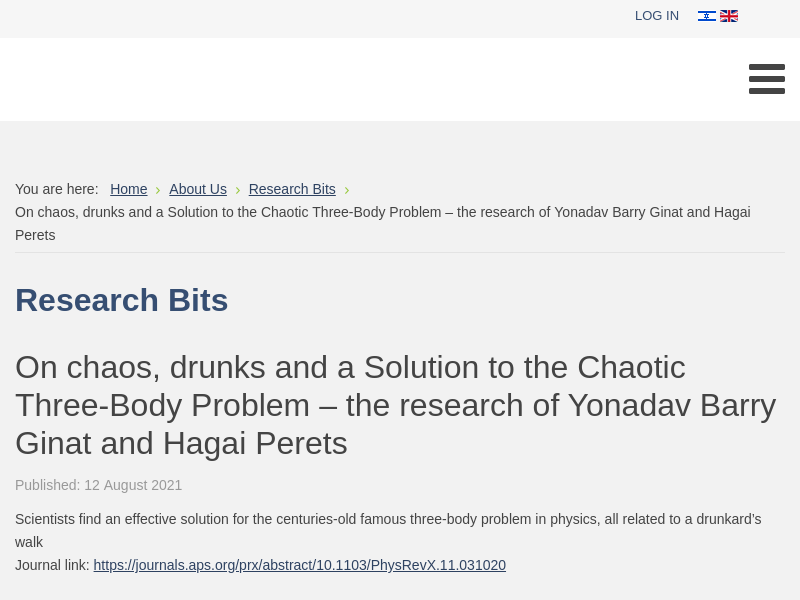 LOG IN
You are here: Home › About Us › Research Bits ›
On chaos, drunks and a Solution to the Chaotic Three-Body Problem – the research of Yonadav Barry Ginat and Hagai
Perets
Research Bits
On chaos, drunks and a Solution to the Chaotic
Three-Body Problem – the research of Yonadav Barry
Ginat and Hagai Perets
Published: 12 August 2021
Scientists find an effective solution for the centuries-old famous three-body problem in physics, all related to a drunkard’s
walk
Journal link: https://journals.aps.org/prx/abstract/10.1103/PhysRevX.11.031020